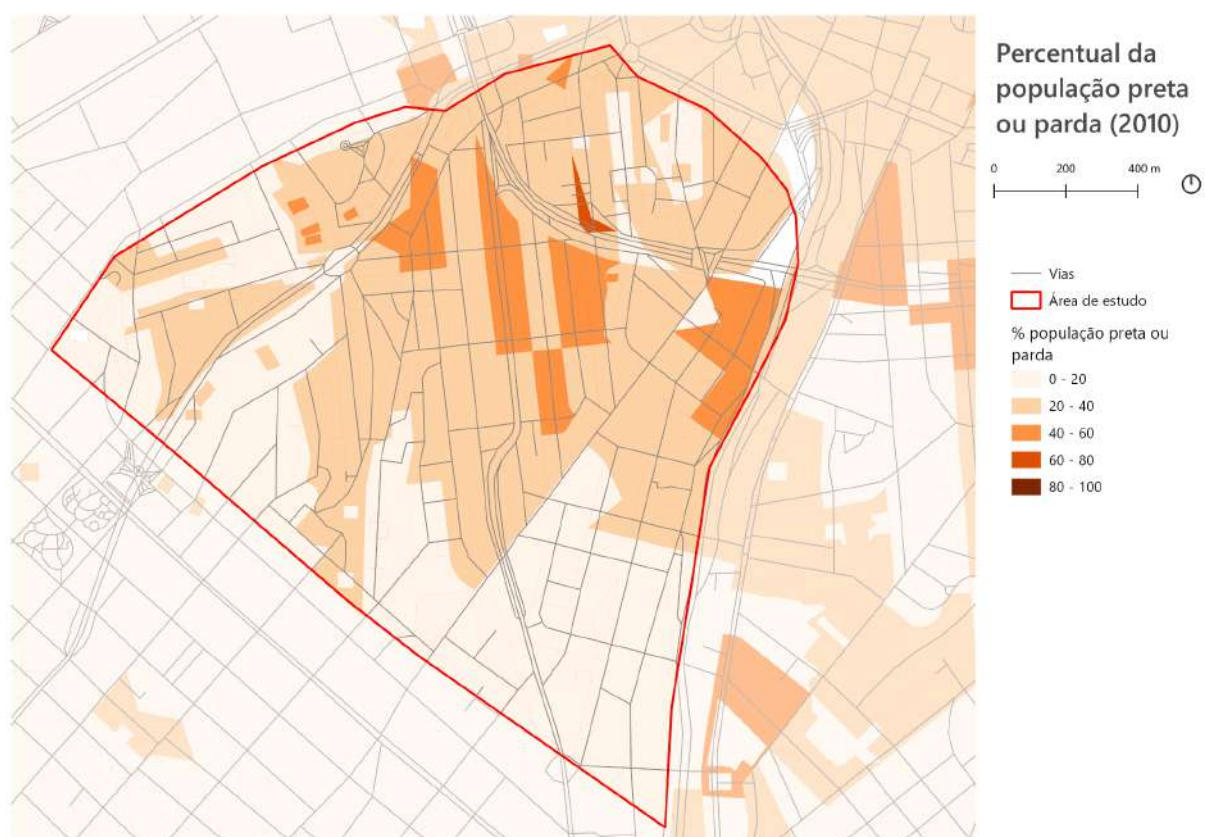 Percentual da
população preta
ou parda (2010)
0 200 400 m
Vias
Área de estudo
% população preta ou
parda
0 - 20
20 - 40
40 - 60
60 - 80
80 - 100